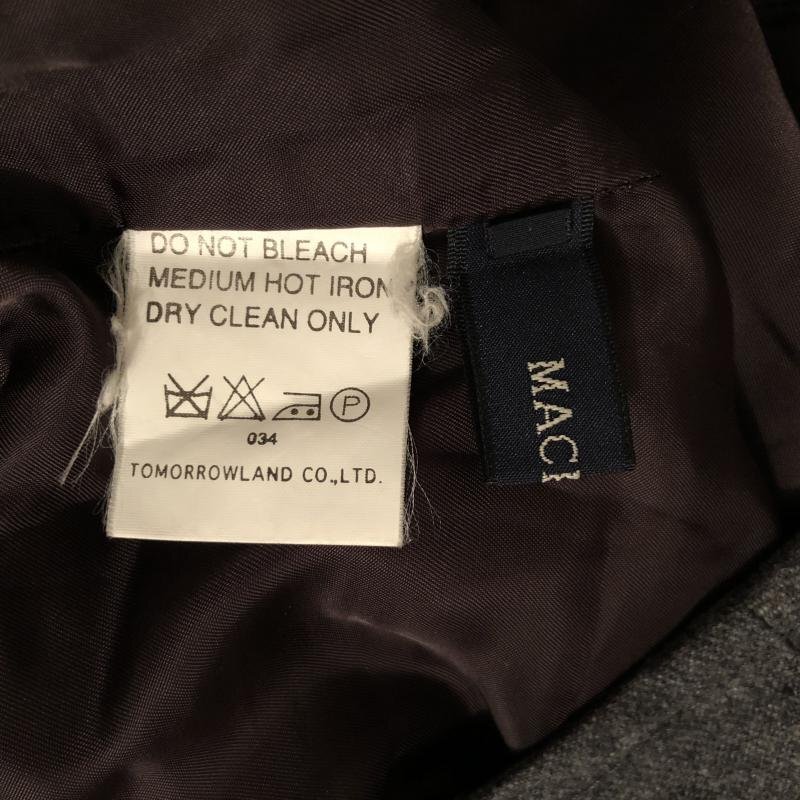 DO NOT BLEACH
MEDIUM HOT IRON
DRY CLEAN ONLY
P
034
TOMORROWLAND CO.,LTD.
MAC